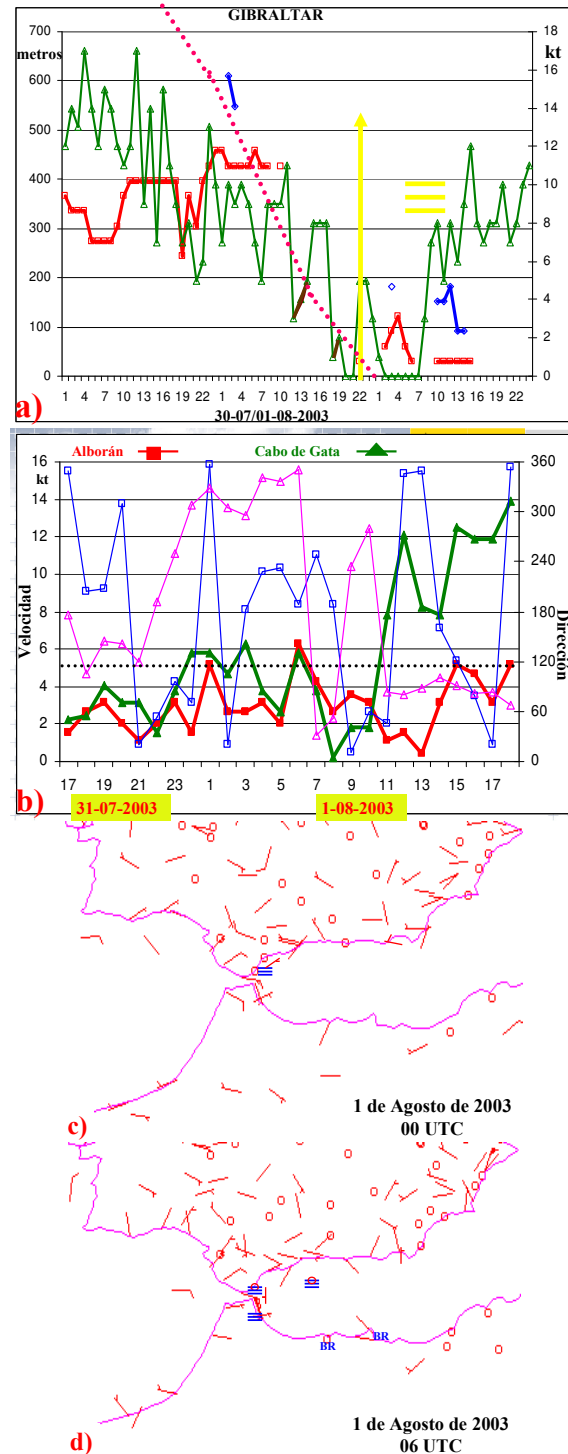 GIBRALTAR
700
metros
600
500
400
300
200
100
0
18
kt
16
14
12
10
8
6
4
2
0
1 4 7 10 13 16 19 22 1 4 7 10 13 16 19 22 1 4 7 10 13 16 19 22
a)
30-07/01-08-2003
Alborán Cabo de Gata
16
kt
14
12
10
8
6
4
2
0
Velocidad
360
300
240
180
120
60
0
Dirección
17 19 21 23 1 3 5 7 9 11 13 15 17
b)
31-07-2003 1-08-2003
1 de Agosto de 2003
c) 00 UTC
BR BR
1 de Agosto de 2003
d) 06 UTC